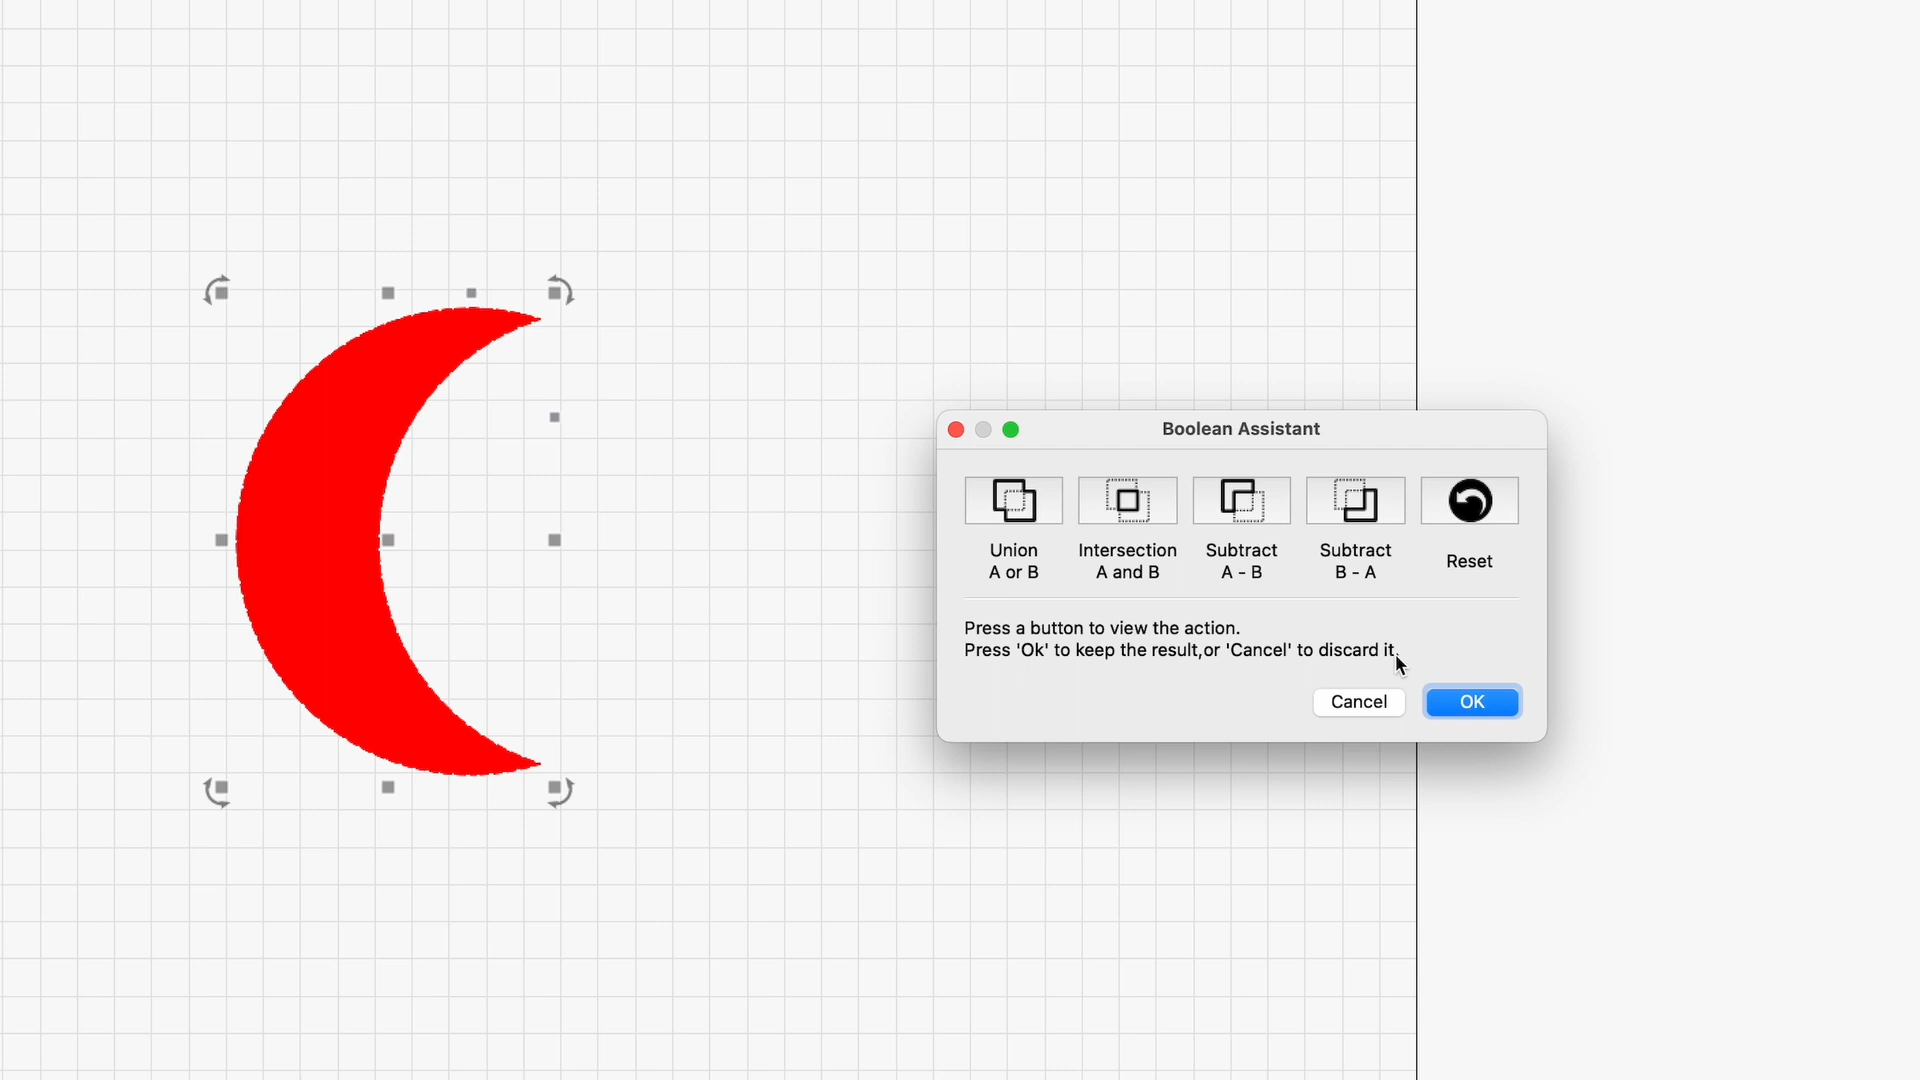 Boolean Assistant
Union Intersection Subtract Subtract Reset
A or B A and B A - B B - A
Press a button to view the action.
Press 'Ok' to keep the result,or 'Cancel' to discard it.
Cancel OK